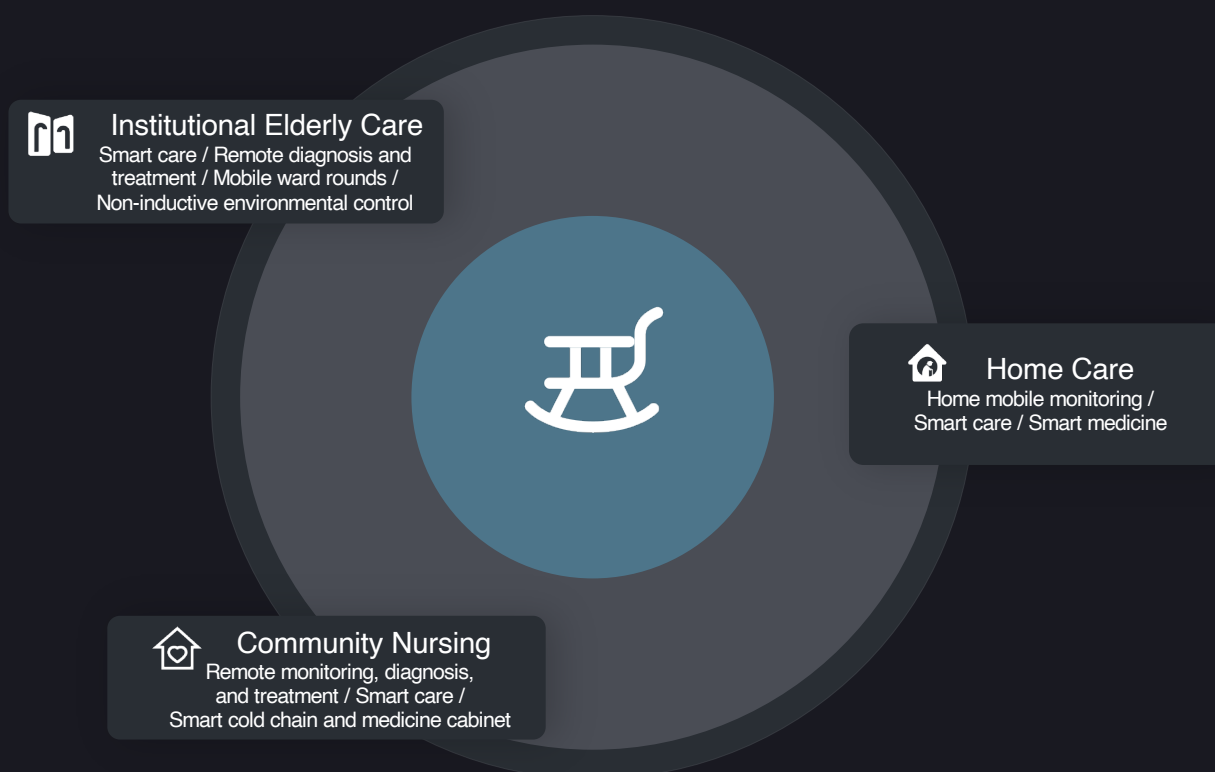 Institutional Elderly Care
Smart care / Remote diagnosis and
treatment / Mobile ward rounds /
Non-inductive environmental control
Home Care
Home mobile monitoring /
Smart care / Smart medicine
Community Nursing
Remote monitoring, diagnosis,
and treatment / Smart care /
Smart cold chain and medicine cabinet